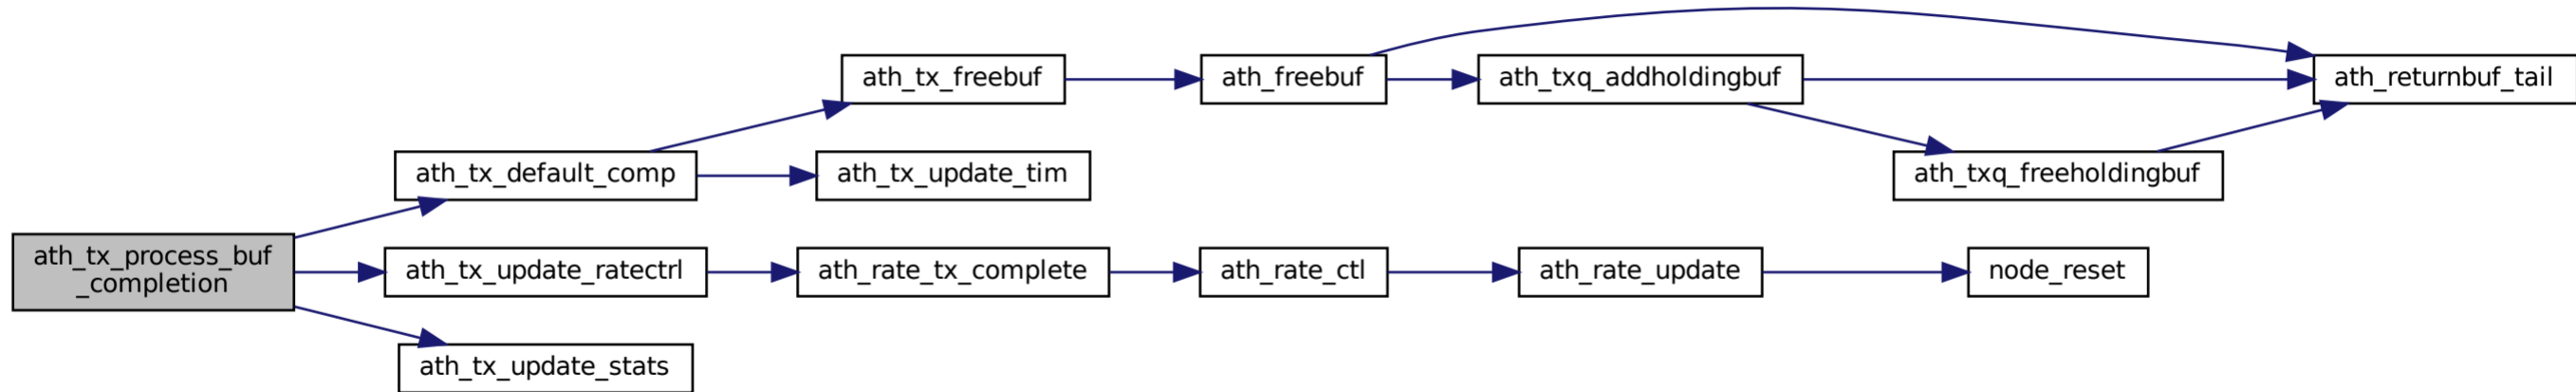 ath_tx_process_buf
_completion
ath_tx_default_comp
ath_tx_update_ratectrl
ath_tx_update_stats
ath_tx_freebuf
ath_tx_update_tim
ath_rate_tx_complete
ath_freebuf
ath_rate_ctl
ath_txq_addholdingbuf
ath_rate_update
ath_txq_freeholdingbuf
node_reset
ath_returnbuf_tail